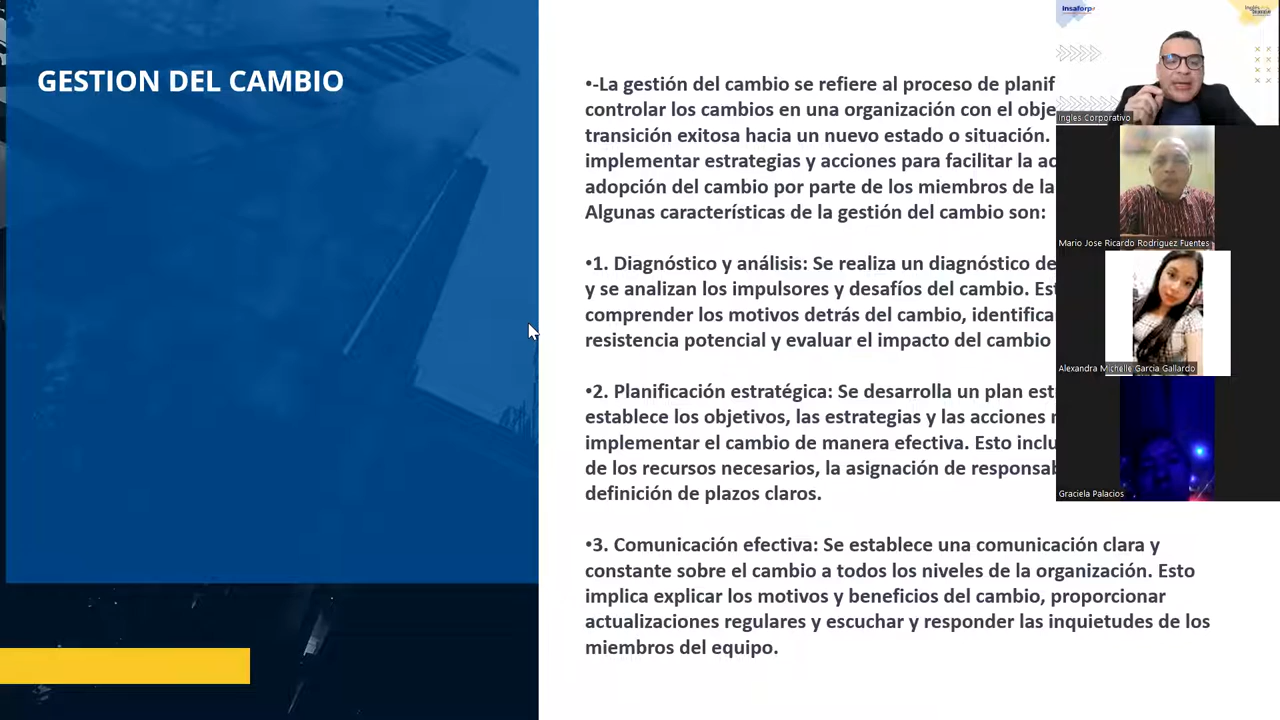 GESTION DEL CAMBIO
•-La gestión del cambio se refiere al proceso de planif
controlar los cambios en una organización con el obje
transición exitosa hacia un nuevo estado o situación.
implementar estrategias y acciones para facilitar la
adopción del cambio por parte de los miembros de la
Algunas características de la gestión del cambio son:
•1. Diagnóstico y análisis: Se realiza un diagnóstico de
y se analizan los impulsores y desafíos del cambio. Est
comprender los motivos detrás del cambio, identifica
resistencia potencial y evaluar el impacto del cambio
•2. Planificación estratégica: Se desarrolla un plan est
establece los objetivos, las estrategias y las acciones
implementar el cambio de manera efectiva. Esto inclu
de los recursos necesarios, la asignación de responsab
definición de plazos claros.
•3. Comunicación efectiva: Se establece una comunicación clara y
constante sobre el cambio a todos los niveles de la organización. Esto
implica explicar los motivos y beneficios del cambio, proporcionar
actualizaciones regulares y escuchar y responder las inquietudes de los
miembros del equipo.
insaforp
Ingles Corporativo
Mario Jose Ricardo Rodriguez Fuentes
Alexandra Michelle Garcia Gallardo
Graciela Palacios